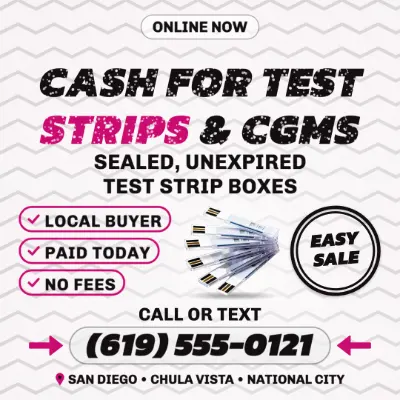 ONLINE NOW
CASH FOR TEST
STRIPS & CGMS
SEALED, UNEXPIRED
TEST STRIP BOXES
LOCAL BUYER
PAID TODAY
NO FEES
EASY
SALE
CALL OR TEXT
(619) 555-0121
SAN DIEGO • CHULA VISTA • NATIONAL CITY